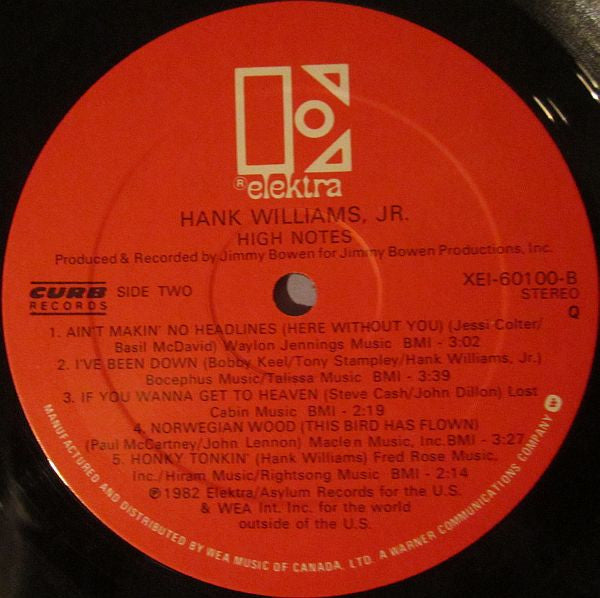 ® elektra
HANK WILLIAMS, JR.
HIGH NOTES
Produced & Recorded by Jimmy Bowen for Jimmy Bowen Productions, Inc.
CURB
RECORDS
SIDE TWO
XEI-60100-B
STEREO
Q
1. AIN'T MAKIN' NO HEADLINES (HERE WITHOUT YOU) (Jessi Colter/
Basil McDavid) Waylon Jennings Music BMI - 3:02
2. I'VE BEEN DOWN (Bobby Keel/Tony Stampley/Hank Williams, Jr.)
Bocephus Music/Talissa Music BMI - 3:39
3. IF YOU WANNA GET TO HEAVEN (Steve Cash/John Dillon) Lost
Cabin Music BMI - 2:19
4. NORWEGIAN WOOD (THIS BIRD HAS FLOWN)
(Paul McCartney/John Lennon) Maclen Music, Inc. BMI - 3:27
5. HONKY TONKIN' (Hank Williams) Fred Rose Music,
Inc./Hiram Music/Rightsong Music BMI - 2:14
℗ 1982 Elektra/Asylum Records for the U.S.
& WEA Int. Inc. for the world
outside of the U.S.
MANUFACTURED AND DISTRIBUTED BY WEA MUSIC OF CANADA, LTD. A WARNER COMMUNICATIONS COMPANY